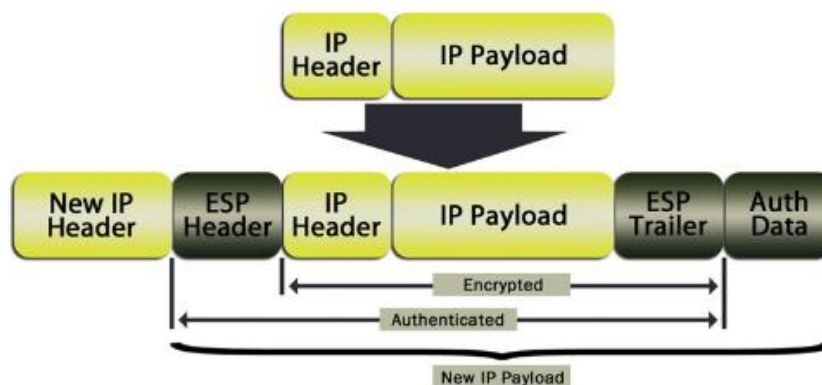 IP
Header
IP Payload
New IP
Header
ESP
Header
IP
Header
IP Payload
ESP
Trailer
Auth
Data
Encrypted
Authenticated
New IP Payload